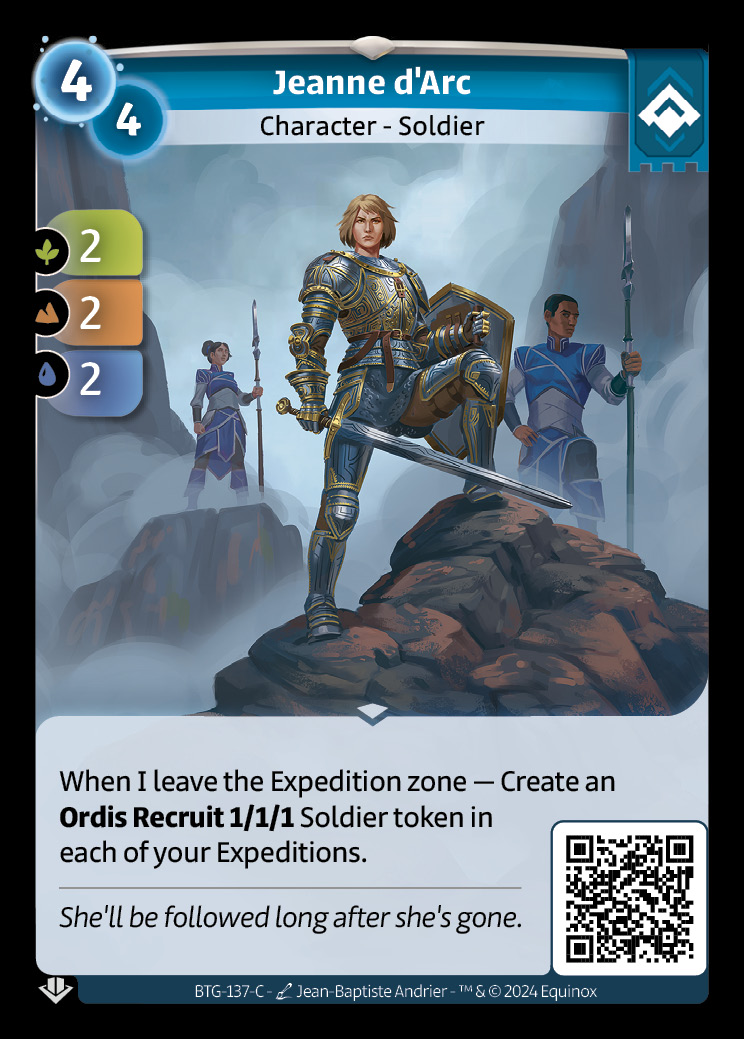 4
Jeanne d'Arc
4
Character - Soldier
2
2
2
When I leave the Expedition zone — Create an
Ordis Recruit 1/1/1 Soldier token in
each of your Expeditions.
She'll be followed long after she's gone.
BTG-137-C - Jean-Baptiste Andrier - ™ & © 2024 Equinox